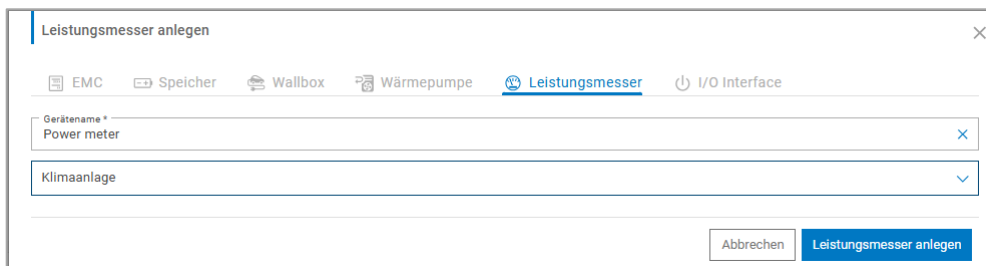 Leistungsmesser anlegen
EMC Speicher Wallbox Wärmepumpe Leistungsmesser I/O Interface
Gerätename *
Power meter
Klimaanlage
Abbrechen Leistungsmesser anlegen